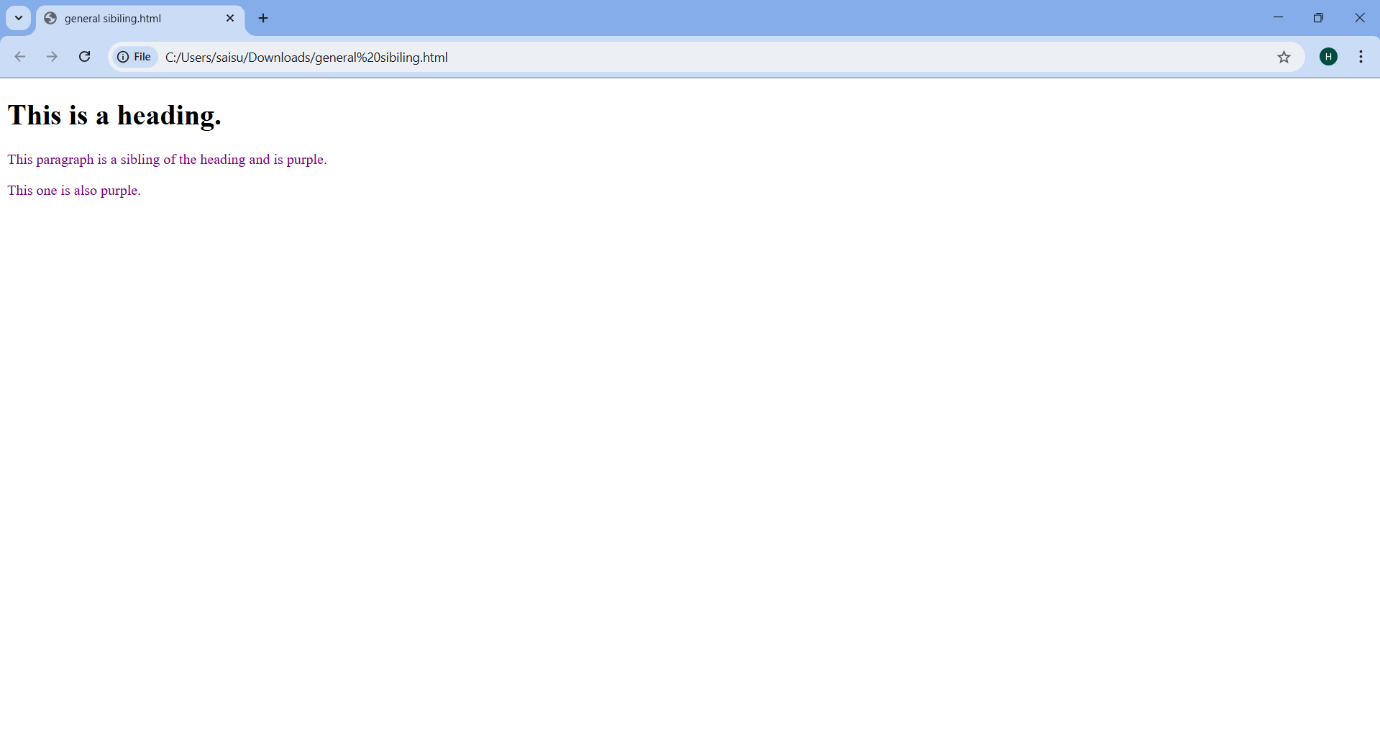 general sibiling.html
File C:/Users/saisu/Downloads/general%20sibiling.html
H
This is a heading.
This paragraph is a sibling of the heading and is purple.
This one is also purple.